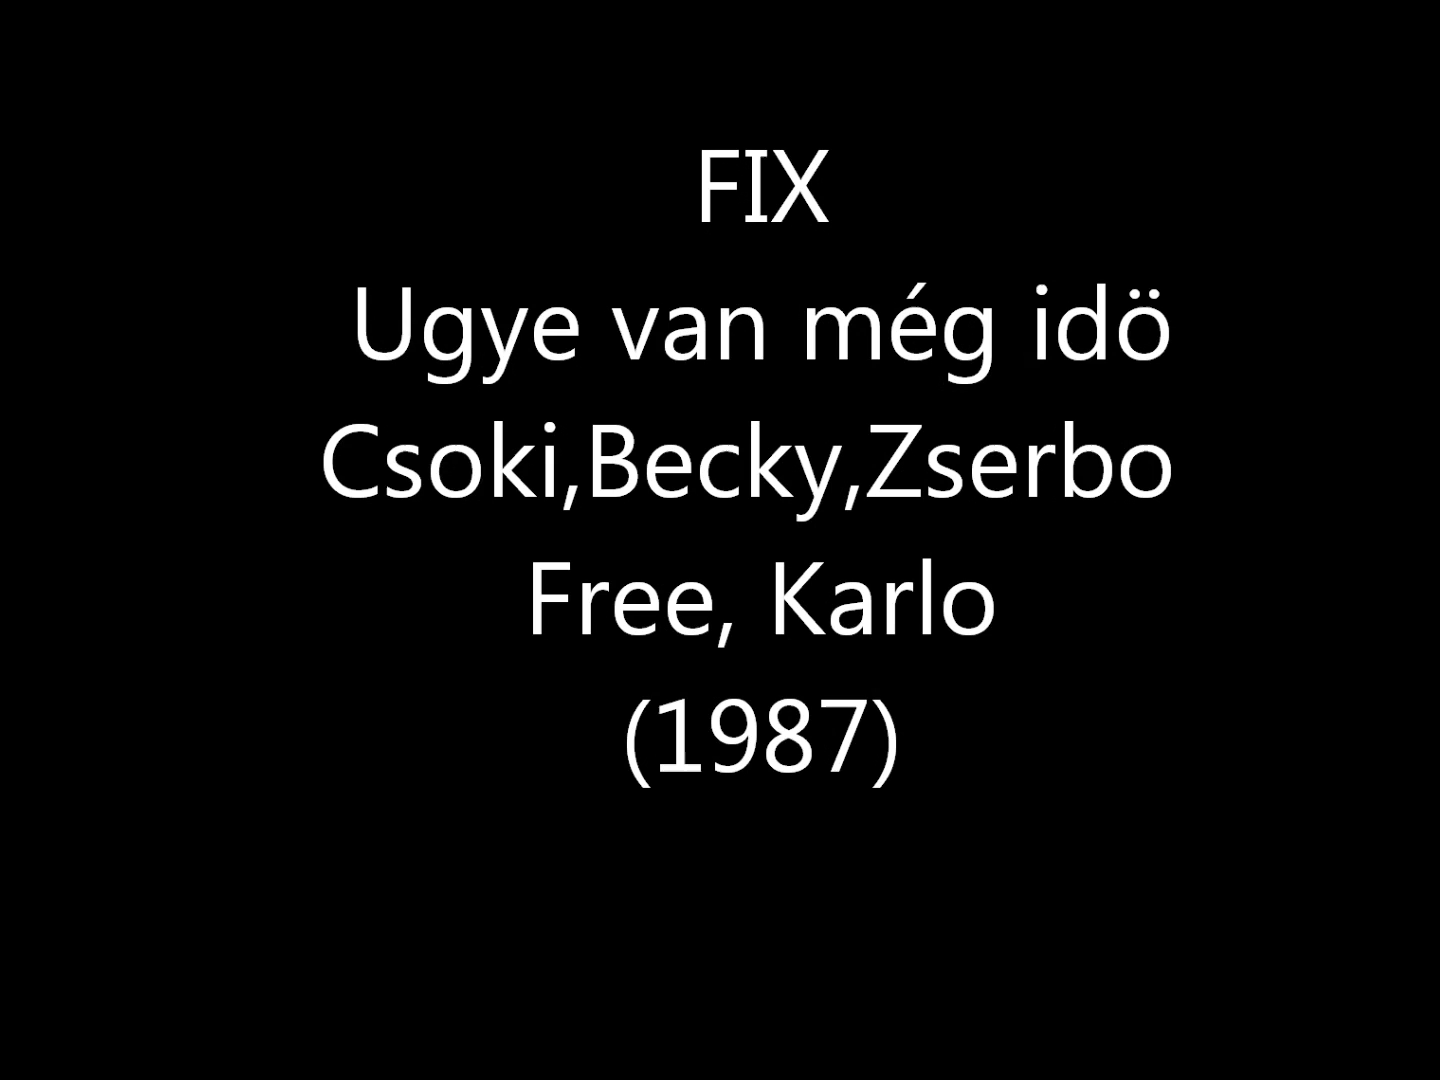 FIX
Ugye van még idö
Csoki,Becky,Zserbo
Free, Karlo
(1987)